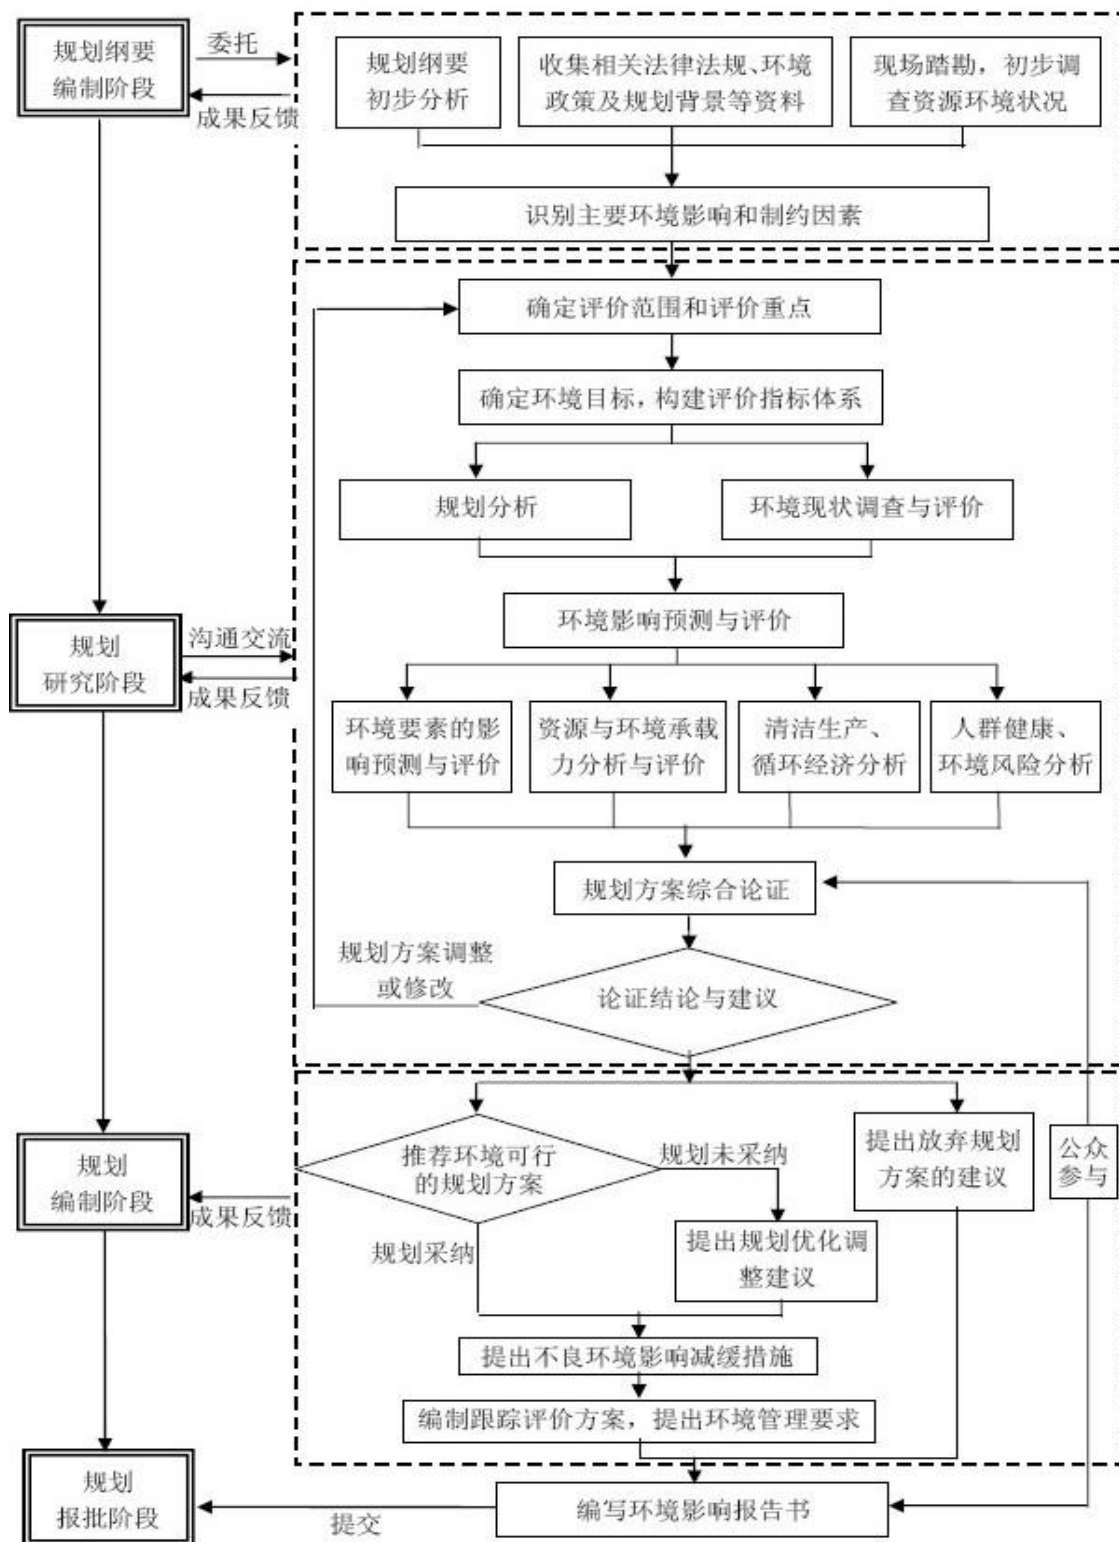 规划纲要
编制阶段
委托
成果反馈
规划纲要
初步分析
收集相关法律法规、环境
政策及规划背景等资料
现场踏勘，初步调
查资源环境状况
识别主要环境影响和制约因素
确定评价范围和评价重点
确定环境目标，构建评价指标体系
规划分析
环境现状调查与评价
环境影响预测与评价
规划
研究阶段
沟通交流
成果反馈
环境要素的影
响预测与评价
资源与环境承载
力分析与评价
清洁生产、
循环经济分析
人群健康、
环境风险分析
规划方案综合论证
规划方案调整
或修改
论证结论与建议
规划
编制阶段
成果反馈
推荐环境可行
的规划方案
规划未采纳
提出放弃规划
方案的建议
公众
参与
规划采纳
提出规划优化调
整建议
提出不良环境影响减缓措施
编制跟踪评价方案，提出环境管理要求
规划
报批阶段
提交
编写环境影响报告书